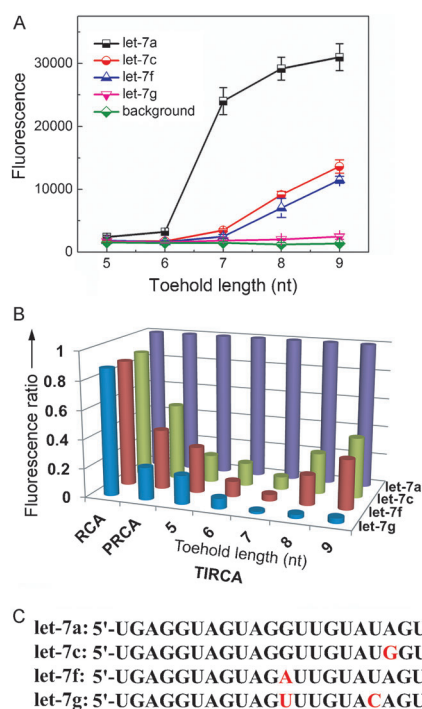 A
let-7a
let-7c
let-7f
let-7g
background
Fluorescence
30000
20000
10000
0
5 6 7 8 9
Toehold length (nt)
B
Fluorescence ratio
1
0.8
0.6
0.4
0.2
0
RCA
PRCA
5
6
7
8
9
Toehold length (nt)
TIRCA
let-7a
let-7c
let-7f
let-7g
C
let-7a: 5'-UGAGGUAGUAGGUUGUAUAGU
let-7c: 5'-UGAGGUAGUAGGUUGUAUGGU
let-7f: 5'-UGAGGUAGUAGAUUGUAUAGU
let-7g: 5'-UGAGGUAGUAGUUUGUACAGU